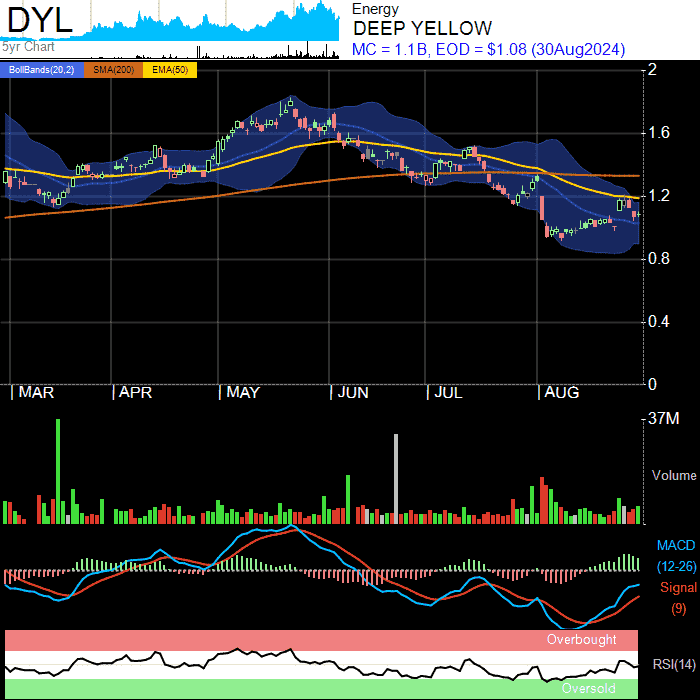 DYL
5yr Chart
Energy
DEEP YELLOW
MC = 1.1B, EOD = $1.08 (30Aug2024)
BollBands(20,2) SMA(200) EMA(50)
2
1.6
1.2
0.8
0.4
0
MAR APR MAY JUN JUL AUG
37M
Volume
MACD
(12-26)
Signal
(9)
Overbought
RSI(14)
Oversold